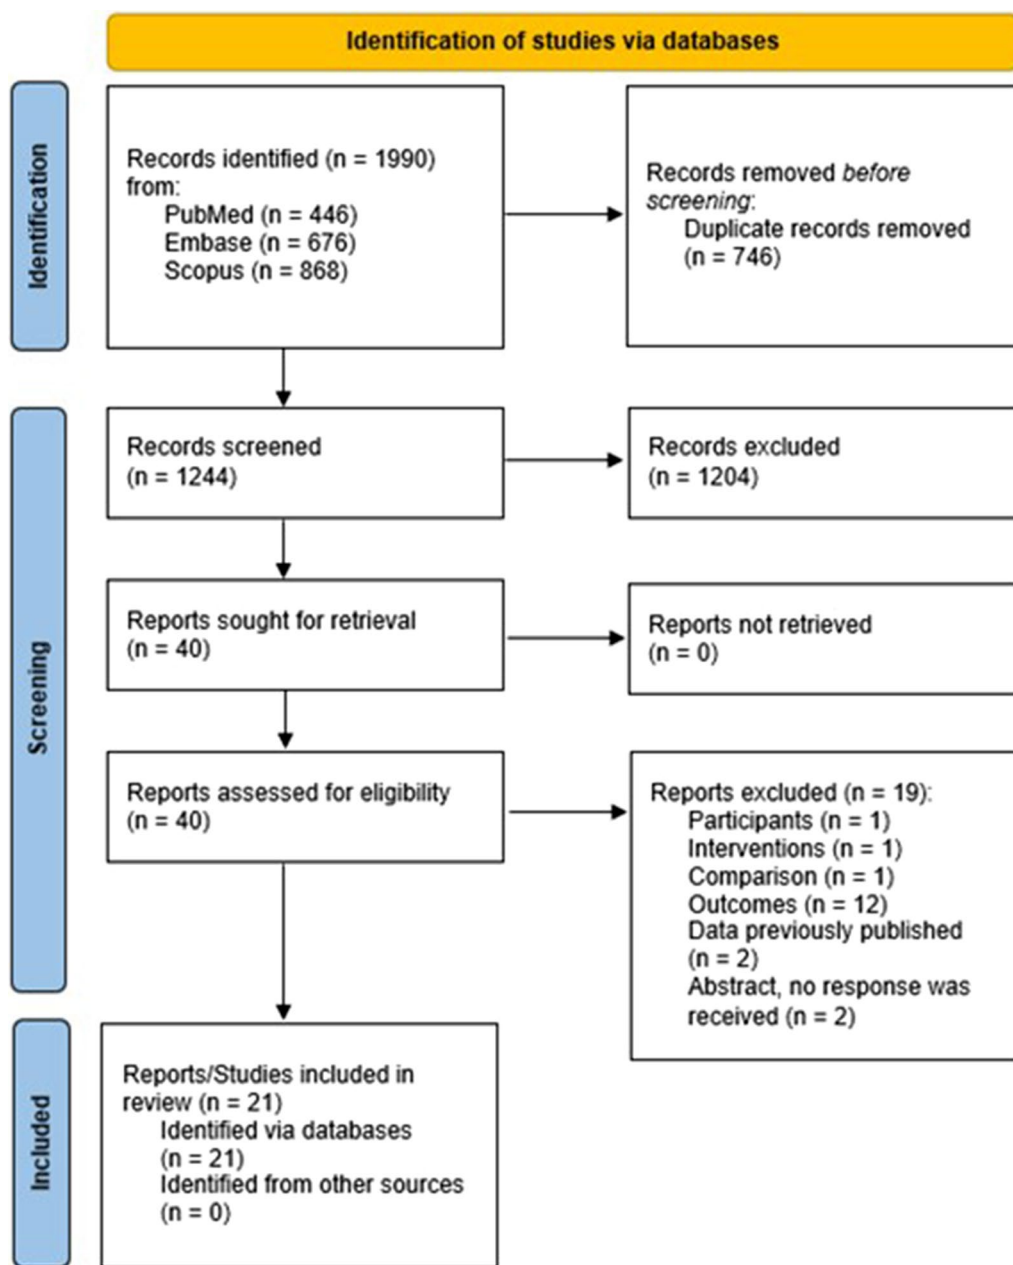 Identification of studies via databases
Identification
Records identified (n = 1990)
from:
PubMed (n = 446)
Embase (n = 676)
Scopus (n = 868)
Records removed before
screening:
Duplicate records removed
(n = 746)
Screening
Records screened
(n = 1244)
Records excluded
(n = 1204)
Reports sought for retrieval
(n = 40)
Reports not retrieved
(n = 0)
Reports assessed for eligibility
(n = 40)
Reports excluded (n = 19):
Participants (n = 1)
Interventions (n = 1)
Comparison (n = 1)
Outcomes (n = 12)
Data previously published
(n = 2)
Abstract, no response was
received (n = 2)
Included
Reports/Studies included in
review (n = 21)
Identified via databases
(n = 21)
Identified from other sources
(n = 0)